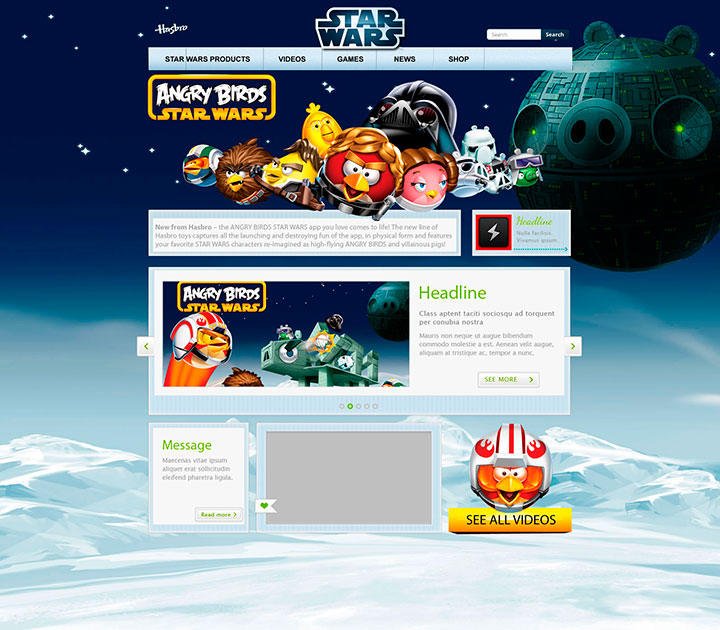 Hasbro
STAR WARS
Search
Search
STAR WARS PRODUCTS
VIDEOS
GAMES
NEWS
SHOP
ANGRY BIRDS
STAR WARS
New from Hasbro – the ANGRY BIRDS STAR WARS app you love comes to life! The new line of
Hasbro toys captures all the launching and destroying fun of the app, in physical form and features
your favorite STAR WARS characters re-imagined as high-flying ANGRY BIRDS and villainous pigs!
Headline
Nulla facilisis.
Vivamus ipsum
ANGRY BIRDS
STAR WARS
Headline
Class aptent taciti sociosqu ad torquent
per conubia nostra
Mauris non neque ut augue bibendum
commodo molestie a est. Aenean velit augue,
aliquam at tristique ac, tempor a nunc.
SEE MORE
Message
Maecenas vitae ipsum
aliquet erat sollicitudin
eleifend pharetra ligula.
Read more
SEE ALL VIDEOS